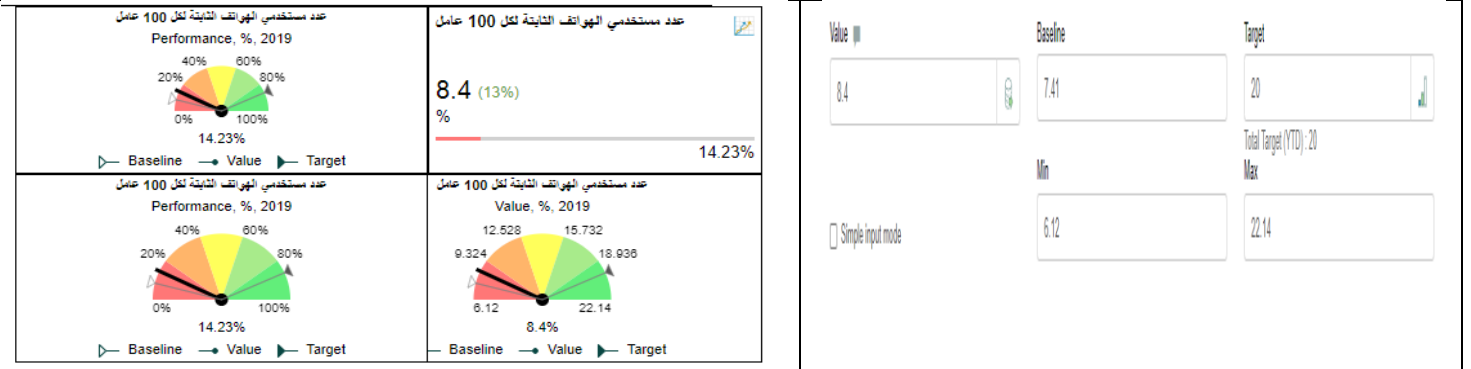 عدد مستخدمي الهواتف الثابتة لكل 100 عامل
Performance, %, 2019
40% 60%
20% 80%
0% 100%
14.23%
Baseline Value Target
عدد مستخدمي الهواتف الثابتة لكل 100 عامل
8.4 (13%)
%
14.23%
عدد مستخدمي الهواتف الثابتة لكل 100 عامل
Performance, %, 2019
40% 60%
20% 80%
0% 100%
14.23%
Baseline Value Target
عدد مستخدمي الهواتف الثابتة لكل 100 عامل
Value, %, 2019
12.528 15.732
9.324 18.936
6.12 22.14
8.4%
Baseline Value Target
Value Baseline Target
8.4 7.41 20
Total Target (YTD) : 20
Min Max
Simple input mode 6.12 22.14